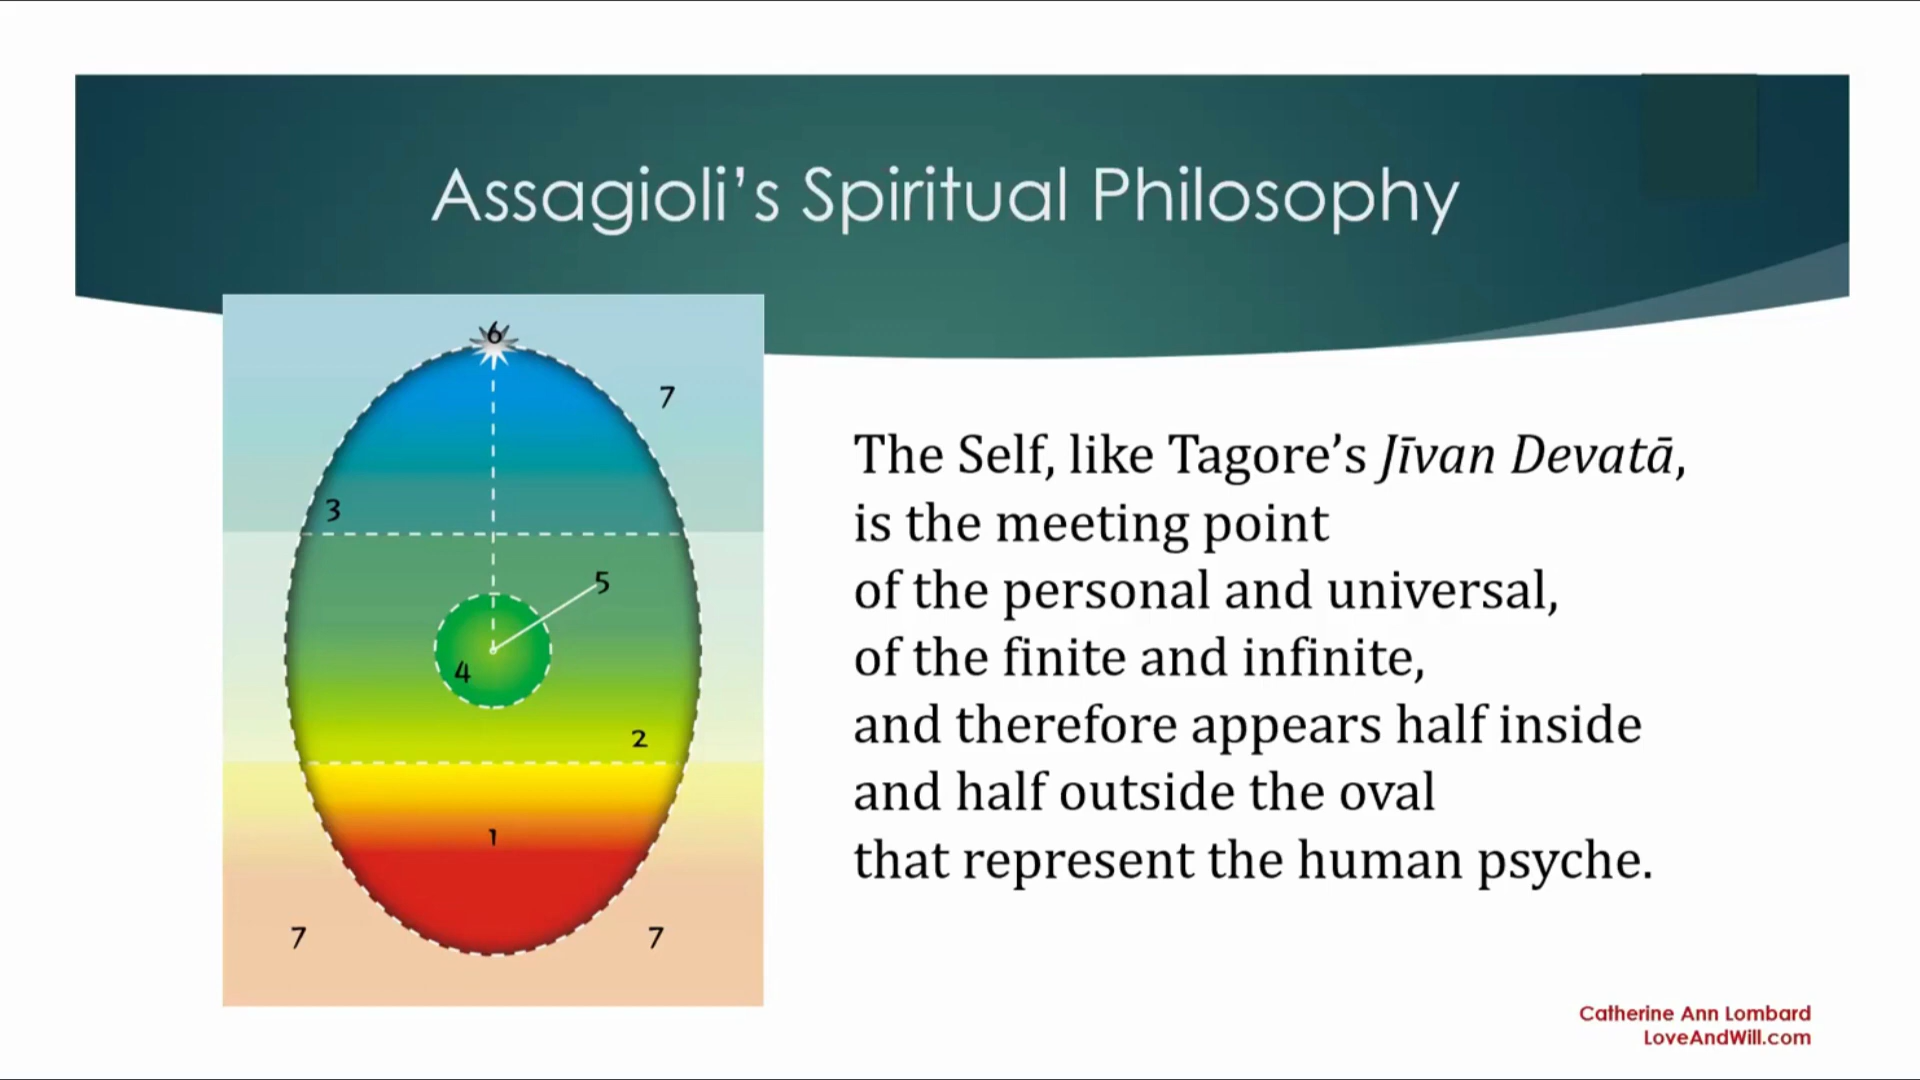 Assagioli’s Spiritual Philosophy
6
7
3
5
4
2
1
7
7
The Self, like Tagore’s Jīvan Devatā,
is the meeting point
of the personal and universal,
of the finite and infinite,
and therefore appears half inside
and half outside the oval
that represent the human psyche.
Catherine Ann Lombard
LoveAndWill.com